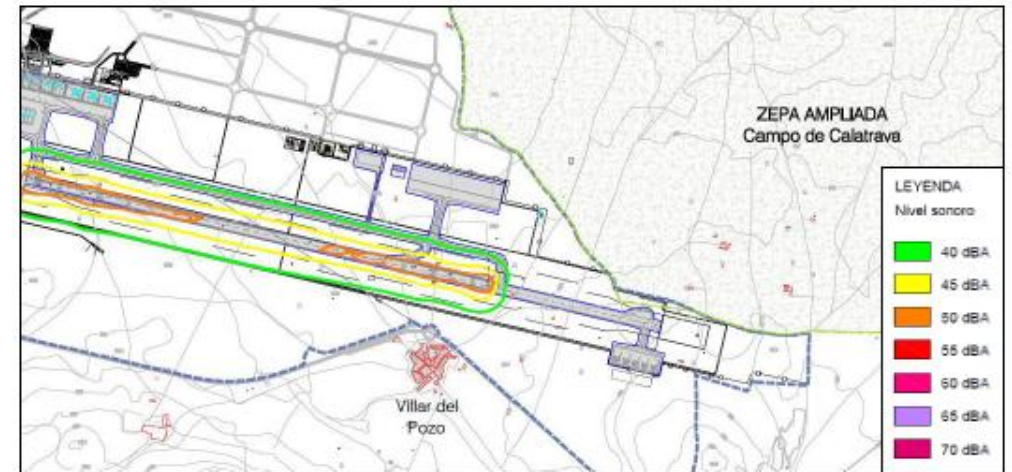 ZEPA AMPLIADA
Campo de Calatrava
LEYENDA
Nivel sonoro
40 dBA
45 dBA
50 dBA
55 dBA
60 dBA
65 dBA
70 dBA
Villar del
Pozo